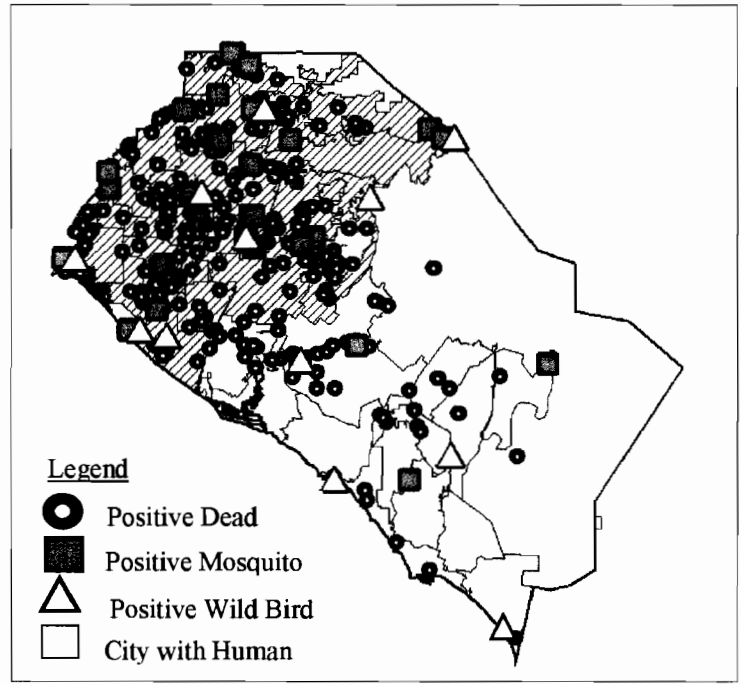 Legend
Positive Dead
Positive Mosquito
Positive Wild Bird
City with Human